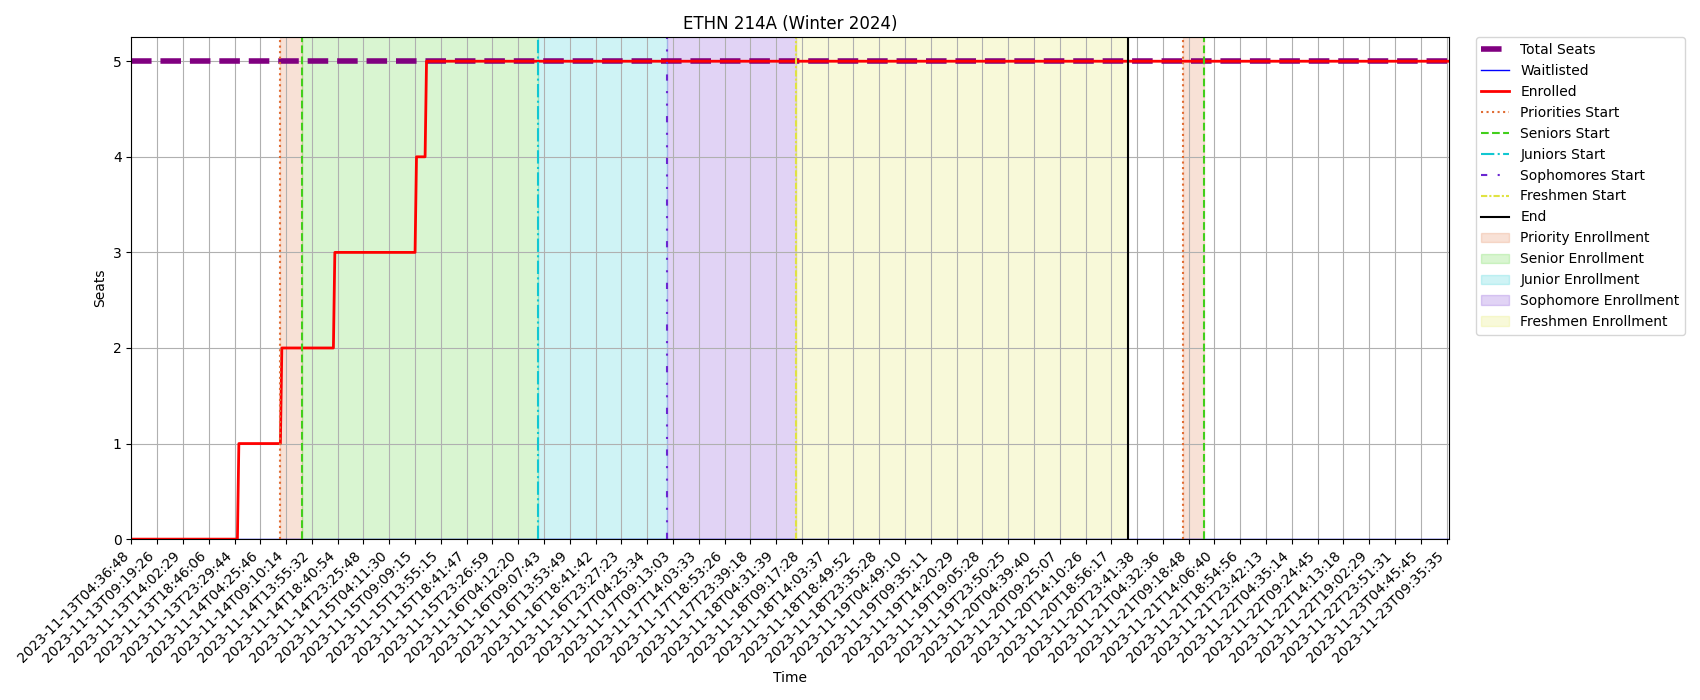 ETHN 214A (Winter 2024)
Seats
5
4
3
2
1
0
2023-11-13T04:36:48
2023-11-13T09:19:26
2023-11-13T14:02:29
2023-11-13T18:46:06
2023-11-13T23:29:44
2023-11-14T04:25:46
2023-11-14T09:10:14
2023-11-14T13:55:32
2023-11-14T18:40:54
2023-11-14T23:25:48
2023-11-15T04:11:30
2023-11-15T09:09:15
2023-11-15T13:55:15
2023-11-15T18:41:47
2023-11-15T23:26:59
2023-11-16T04:12:20
2023-11-16T09:07:43
2023-11-16T13:53:49
2023-11-16T18:41:42
2023-11-16T23:27:23
2023-11-17T04:25:34
2023-11-17T09:13:03
2023-11-17T14:03:33
2023-11-17T18:53:26
2023-11-17T23:39:18
2023-11-18T04:31:39
2023-11-18T09:17:28
2023-11-18T14:03:37
2023-11-18T18:49:52
2023-11-18T23:35:28
2023-11-19T04:49:10
2023-11-19T09:35:11
2023-11-19T14:20:29
2023-11-19T19:05:28
2023-11-19T23:50:25
2023-11-20T04:39:40
2023-11-20T09:25:07
2023-11-20T14:10:26
2023-11-20T18:56:17
2023-11-20T23:41:38
2023-11-21T04:32:36
2023-11-21T09:18:48
2023-11-21T14:06:40
2023-11-21T18:54:56
2023-11-21T23:42:13
2023-11-22T04:35:14
2023-11-22T09:24:45
2023-11-22T14:13:18
2023-11-22T19:02:29
2023-11-22T23:51:31
2023-11-23T04:45:45
2023-11-23T09:35:35
Time
Total Seats
Waitlisted
Enrolled
Priorities Start
Seniors Start
Juniors Start
Sophomores Start
Freshmen Start
End
Priority Enrollment
Senior Enrollment
Junior Enrollment
Sophomore Enrollment
Freshmen Enrollment